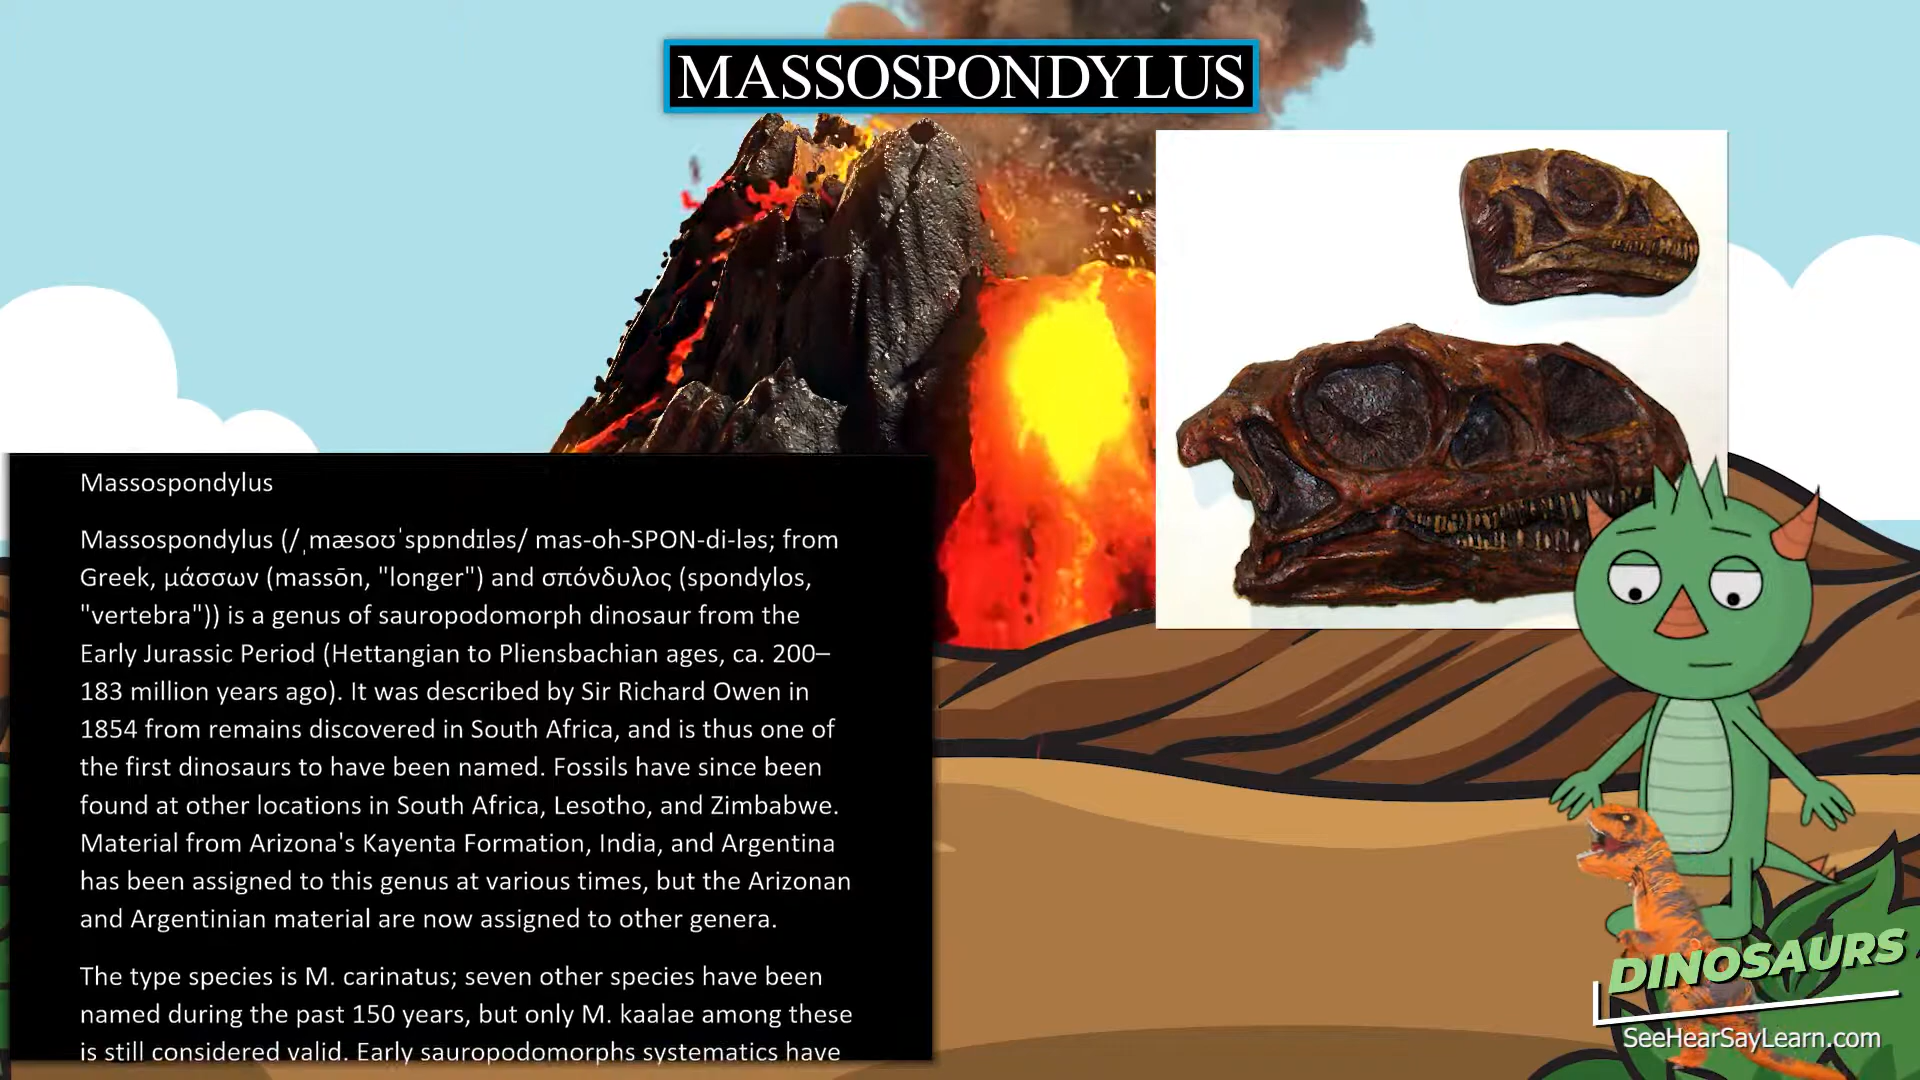 MASSOSPONDYLUS
Massospondylus
Massospondylus (/ˌmæsoʊˈspɒndɪləs/ mas-oh-SPON-di-ləs; from
Greek, μάσσων (massōn, "longer") and σπόνδυλος (spondylos,
"vertebra")) is a genus of sauropodomorph dinosaur from the
Early Jurassic Period (Hettangian to Pliensbachian ages, ca. 200–
183 million years ago). It was described by Sir Richard Owen in
1854 from remains discovered in South Africa, and is thus one of
the first dinosaurs to have been named. Fossils have since been
found at other locations in South Africa, Lesotho, and Zimbabwe.
Material from Arizona's Kayenta Formation, India, and Argentina
has been assigned to this genus at various times, but the Arizonan
and Argentinian material are now assigned to other genera.
The type species is M. carinatus; seven other species have been
named during the past 150 years, but only M. kaalae among these
is still considered valid. Early sauropodomorphs systematics have
DINOSAURS
SeeHearSayLearn.com